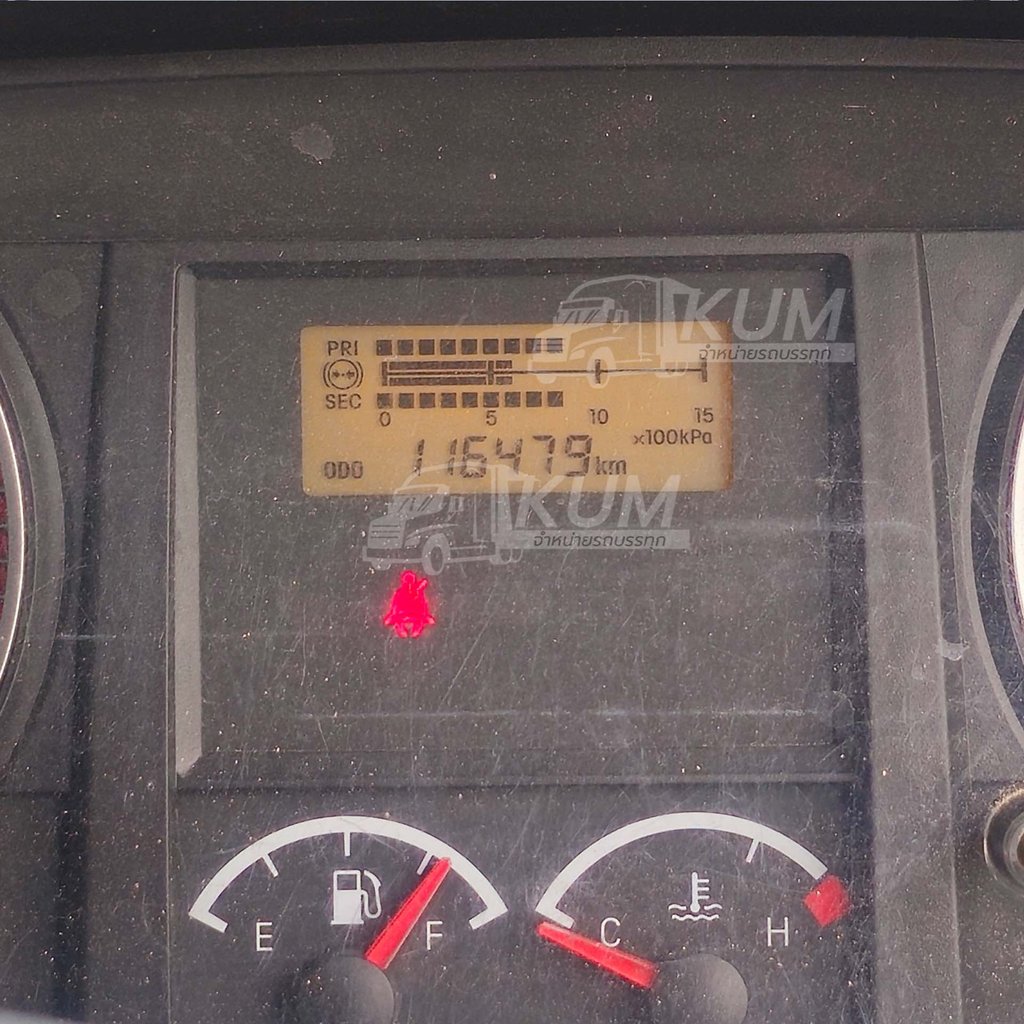 KUM
จำหน่ายรถบรรทุก
PRI
SEC
0 5 10 15
×100kPa
ODO 116479 km
KUM
จำหน่ายรถบรรทุก
E F
C H